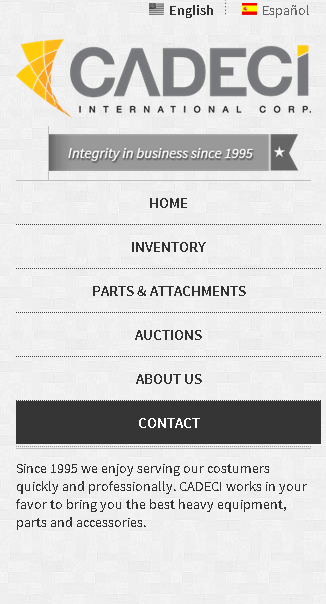 English Español
CADECI
INTERNATIONAL CORP.
Integrity in business since 1995
HOME
INVENTORY
PARTS & ATTACHMENTS
AUCTIONS
ABOUT US
CONTACT
Since 1995 we enjoy serving our costumers
quickly and professionally. CADECI works in your
favor to bring you the best heavy equipment,
parts and accessories.